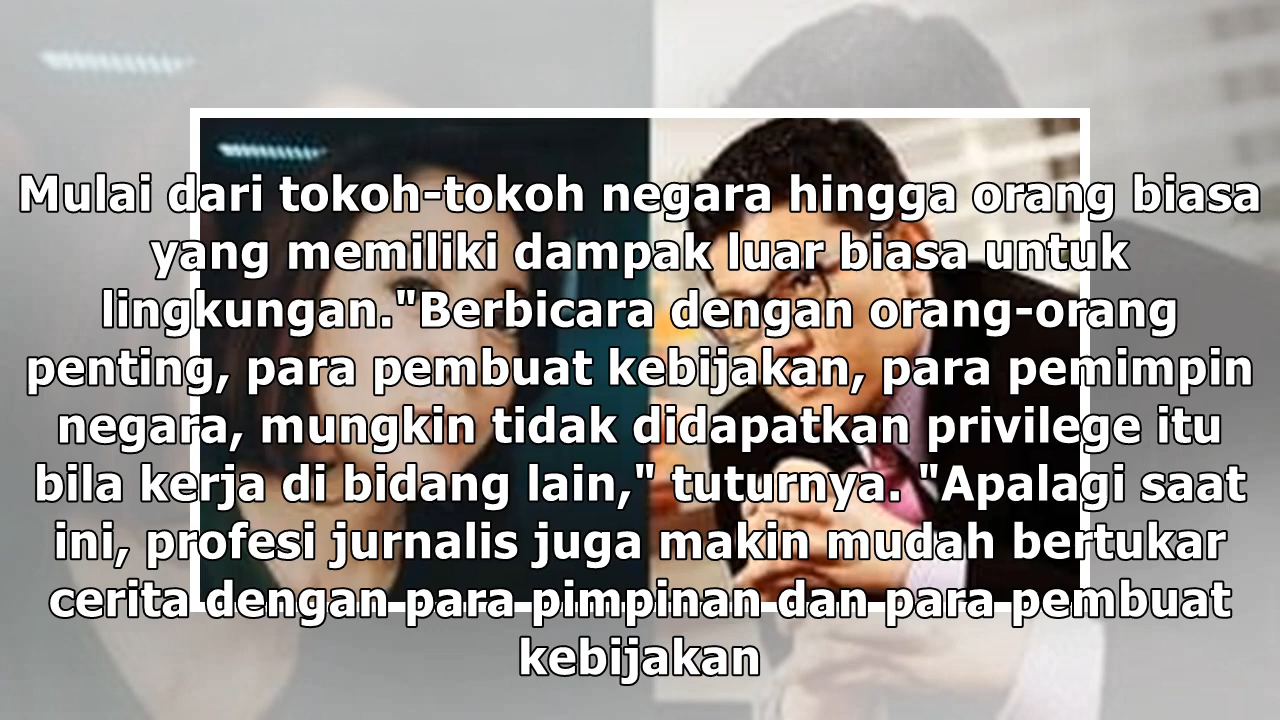 Mulai dari tokoh-tokoh negara hingga orang biasa
yang memiliki dampak luar biasa untuk
lingkungan."Berbicara dengan orang-orang
penting, para pembuat kebijakan, para pemimpin
negara, mungkin tidak didapatkan privilege itu
bila kerja di bidang lain," tuturnya. "Apalagi saat
ini, profesi jurnalis juga makin mudah bertukar
cerita dengan para pimpinan dan para pembuat
kebijakan